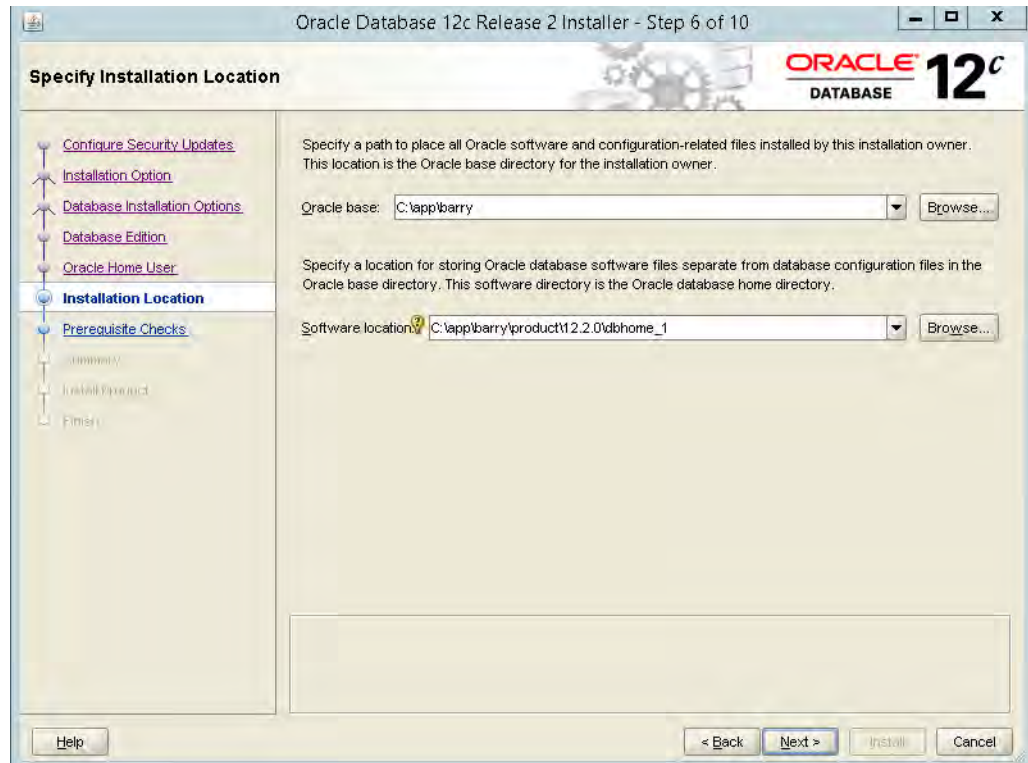 Oracle Database 12c Release 2 Installer - Step 6 of 10
Specify Installation Location
ORACLE 12c
DATABASE
Configure Security Updates
Installation Option
Database Installation Options
Database Edition
Oracle Home User
Installation Location
Prerequisite Checks
Summary
Install Product
Finish
Specify a path to place all Oracle software and configuration-related files installed by this installation owner.
This location is the Oracle base directory for the installation owner.
Oracle base: C:\app\barry Browse...
Specify a location for storing Oracle database software files separate from database configuration files in the
Oracle base directory. This software directory is the Oracle database home directory.
Software location: C:\app\barry\product\12.2.0\dbhome_1 Browse...
Help < Back Next > Install Cancel